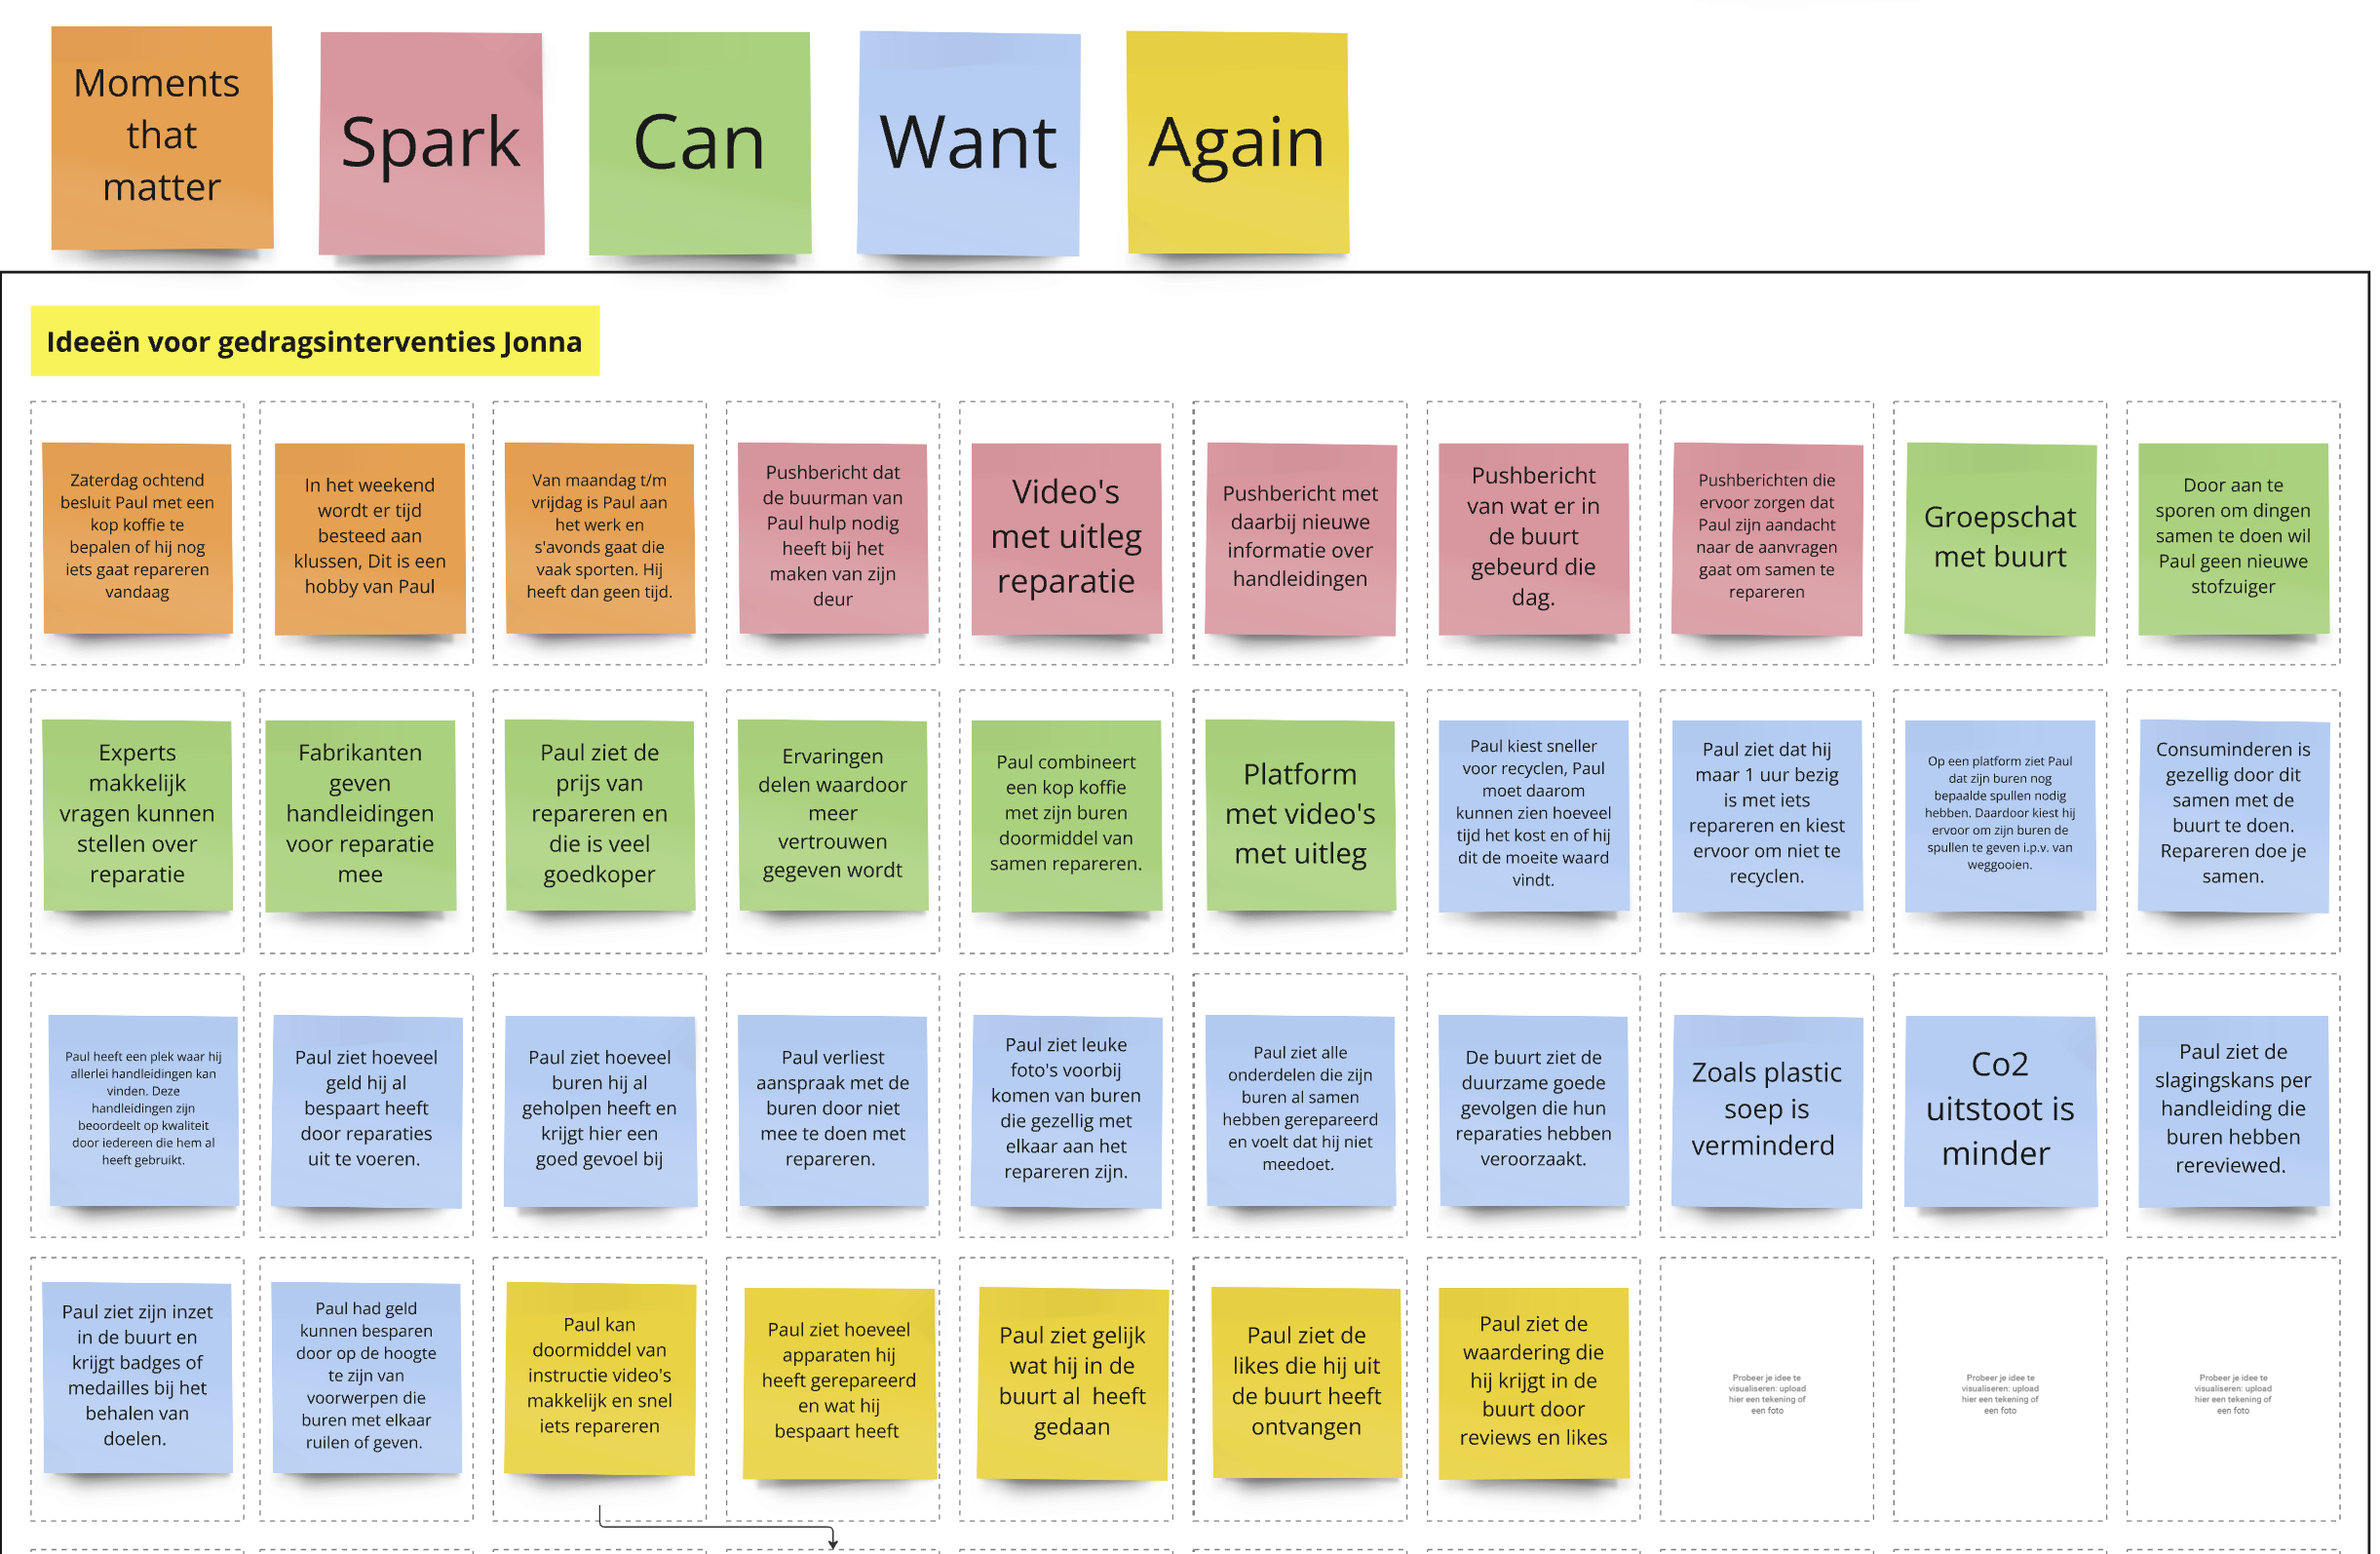 Moments
that
matter
Spark
Can
Want
Again
Ideeën voor gedragsinterventies Jonna
Zaterdag ochtend
besluit Paul met een
kop koffie te
bepalen of hij nog
iets gaat repareren
vandaag
In het weekend
wordt er tijd
besteed aan
klussen, Dit is een
hobby van Paul
Van maandag t/m
vrijdag is Paul aan
het werk en
s'avonds gaat die
vaak sporten. Hij
heeft dan geen tijd.
Pushbericht dat
de buurman van
Paul hulp nodig
heeft bij het
maken van zijn
deur
Video's
met uitleg
reparatie
Pushbericht met
daarbij nieuwe
informatie over
handleidingen
Pushbericht
van wat er in
de buurt
gebeurd die
dag.
Pushberichten die
ervoor zorgen dat
Paul zijn aandacht
naar de aanvragen
gaat om samen te
repareren
Groepschat
met buurt
Door aan te
sporen om dingen
samen te doen wil
Paul geen nieuwe
stofzuiger
Experts
makkelijk
vragen kunnen
stellen over
reparatie
Fabrikanten
geven
handleidingen
voor reparatie
mee
Paul ziet de
prijs van
repareren en
die is veel
goedkoper
Ervaringen
delen waardoor
meer
vertrouwen
gegeven wordt
Paul combineert
een kop koffie
met zijn buren
doormiddel van
samen repareren.
Platform
met video's
met uitleg
Paul kiest sneller
voor recyclen, Paul
moet daarom
kunnen zien hoeveel
tijd het kost en of hij
dit de moeite waard
vindt.
Paul ziet dat hij
maar 1 uur bezig
is met iets
repareren en kiest
ervoor om niet te
recyclen.
Op een platform ziet Paul
dat zijn buren nog
bepaalde spullen nodig
hebben. Daardoor kiest hij
ervoor om zijn buren de
spullen te geven i.p.v. van
weggooien.
Consuminderen is
gezellig door dit
samen met de
buurt te doen.
Repareren doe je
samen.
Paul heeft een plek waar hij
allerlei handleidingen kan
vinden. Deze
handleidingen zijn
beoordeelt op kwaliteit
door iedereen die hem al
heeft gebruikt.
Paul ziet hoeveel
geld hij al
bespaart heeft
door reparaties
uit te voeren.
Paul ziet hoeveel
buren hij al
geholpen heeft en
krijgt hier een
goed gevoel bij
Paul verliest
aanspraak met de
buren door niet
mee te doen met
repareren.
Paul ziet leuke
foto's voorbij
komen van buren
die gezellig met
elkaar aan het
repareren zijn.
Paul ziet alle
onderdelen die zijn
buren al samen
hebben gerepareerd
en voelt dat hij niet
meedoet.
De buurt ziet de
duurzame goede
gevolgen die hun
reparaties hebben
veroorzaakt.
Zoals plastic
soep is
verminderd
Co2
uitstoot is
minder
Paul ziet de
slagingskans per
handleiding die
buren hebben
rereviewed.
Paul ziet zijn inzet
in de buurt en
krijgt badges of
medailles bij het
behalen van
doelen.
Paul had geld
kunnen besparen
door op de hoogte
te zijn van
voorwerpen die
buren met elkaar
ruilen of geven.
Paul kan
doormiddel van
instructie video's
makkelijk en snel
iets repareren
Paul ziet hoeveel
apparaten hij
heeft gerepareerd
en wat hij
bespaart heeft
Paul ziet gelijk
wat hij in de
buurt al heeft
gedaan
Paul ziet de
likes die hij uit
de buurt heeft
ontvangen
Paul ziet de
waardering die
hij krijgt in de
buurt door
reviews en likes
Probeer je idee te
visualiseren: upload
hier een tekening of
een foto
Probeer je idee te
visualiseren: upload
hier een tekening of
een foto
Probeer je idee te
visualiseren: upload
hier een tekening of
een foto